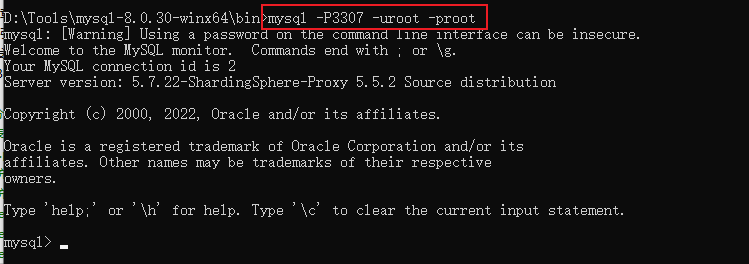 D:\Tools\mysql-8.0.30-winx64\bin>mysql -P3307 -uroot -proot
mysql: [Warning] Using a password on the command line interface can be insecure.
Welcome to the MySQL monitor.  Commands end with ; or \g.
Your MySQL connection id is 2
Server version: 5.7.22-ShardingSphere-Proxy 5.5.2 Source distribution
Copyright (c) 2000, 2022, Oracle and/or its affiliates.
Oracle is a registered trademark of Oracle Corporation and/or its
affiliates. Other names may be trademarks of their respective
owners.
Type 'help;' or '\h' for help. Type '\c' to clear the current input statement.
mysql> _